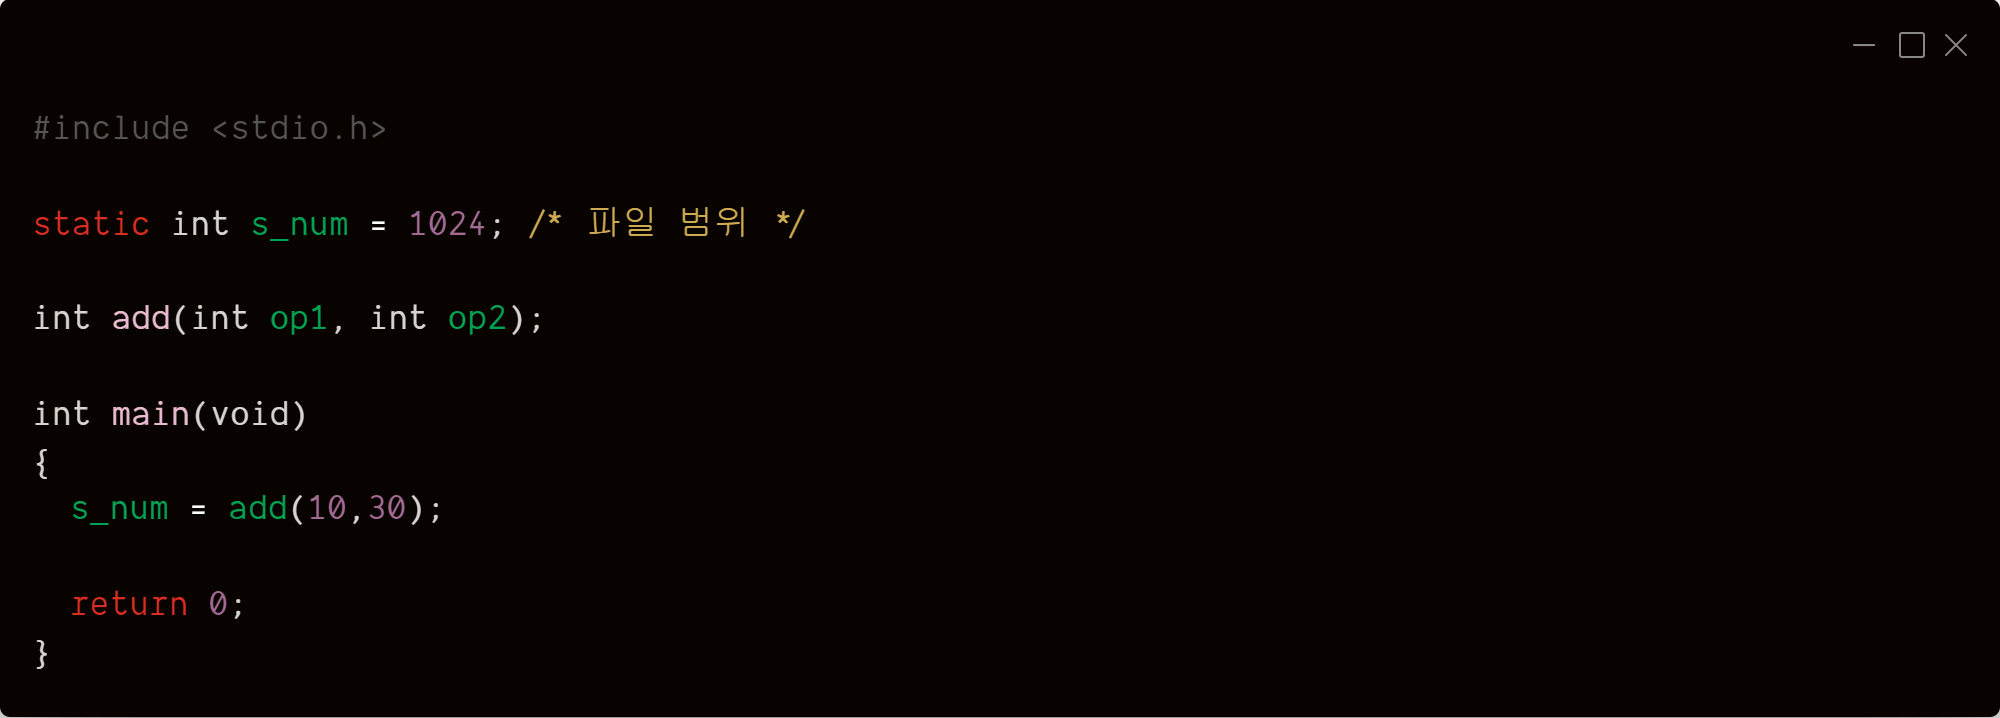 #include <stdio.h>
static int s_num = 1024; /* 파일 범위 */
int add(int op1, int op2);
int main(void)
{
s_num = add(10,30);
return 0;
}